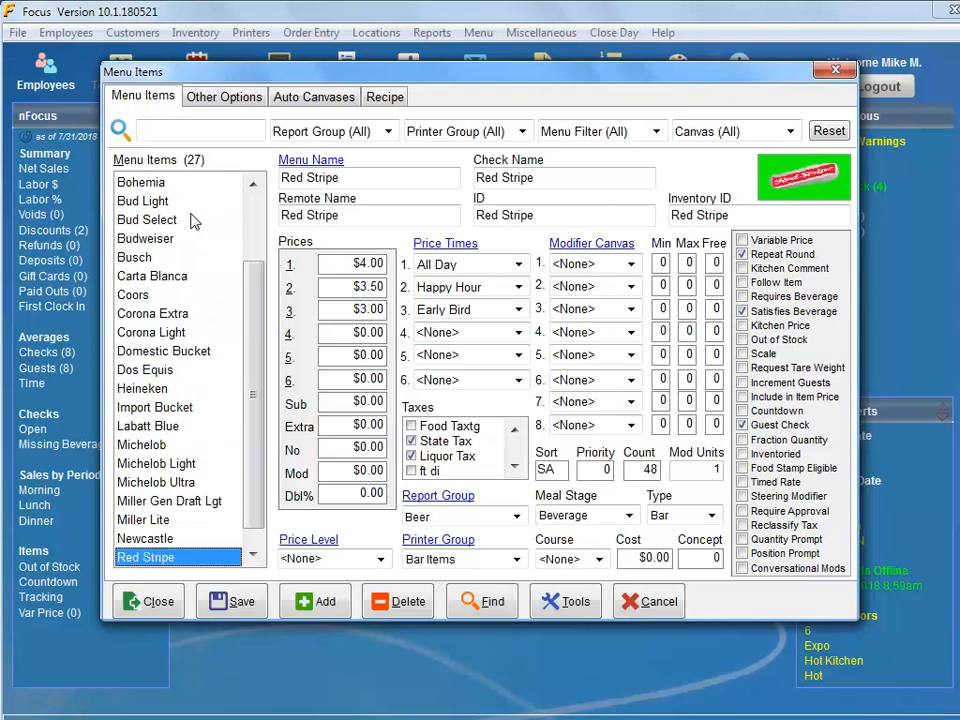 Focus Version 10.1.180521
File Employees Customers Inventory Printers Order Entry Locations Reports Menu Miscellaneous Close Day Help
Welcome Mike M.
Employees
Logout
nFocus
as of 7/31/2018
Summary
Net Sales
Labor $
Labor %
Voids (0)
Discounts (2)
Refunds (0)
Deposits (0)
Gift Cards (0)
Paid Outs (0)
First Clock In
Averages
Checks (8)
Guests (8)
Time
Checks
Open
Missing Beverag
Sales by Period
Morning
Lunch
Dinner
Items
Out of Stock
Countdown
Tracking
Var Price (0)
Menu Items
Menu Items Other Options Auto Canvases Recipe
Report Group (All) Printer Group (All) Menu Filter (All) Canvas (All) Reset
Menu Items (27)
Bohemia
Bud Light
Bud Select
Budweiser
Busch
Carta Blanca
Coors
Corona Extra
Corona Light
Domestic Bucket
Dos Equis
Heineken
Import Bucket
Labatt Blue
Michelob
Michelob Light
Michelob Ultra
Miller Gen Draft Lgt
Miller Lite
Newcastle
Red Stripe
Menu Name Check Name
Red Stripe Red Stripe
Remote Name ID Inventory ID
Red Stripe Red Stripe Red Stripe
Red Stripe
Prices
1. $4.00
2. $3.50
3. $3.00
4. $0.00
5. $0.00
6. $0.00
Sub $0.00
Extra $0.00
No $0.00
Mod $0.00
Dbl% 0.00
Price Level
<None>
Price Times
1. All Day
2. Happy Hour
3. Early Bird
4. <None>
5. <None>
6. <None>
Taxes
Food Taxtg
State Tax
Liquor Tax
ft di
Report Group
Beer
Printer Group
Bar Items
Modifier Canvas Min Max Free
1. <None> 0 0 0
2. <None> 0 0 0
3. <None> 0 0 0
4. <None> 0 0 0
5. <None> 0 0 0
6. <None> 0 0 0
7. <None> 0 0 0
8. <None> 0 0 0
Sort Priority Count Mod Units
SA 0 48 1
Meal Stage Type
Beverage Bar
Course Cost Concept
<None> $0.00 0
Variable Price
Repeat Round
Kitchen Comment
Follow Item
Requires Beverage
Satisfies Beverage
Kitchen Price
Out of Stock
Scale
Request Tare Weight
Increment Guests
Include in Item Price
Countdown
Guest Check
Fraction Quantity
Inventoried
Food Stamp Eligible
Timed Rate
Steering Modifier
Require Approval
Reclassify Tax
Quantity Prompt
Position Prompt
Conversational Mods
Close Save Add Delete Find Tools Cancel
ous
Varnings
(4)
erts
ate
Date
Offline
018 8:59am
ors
6
Expo
Hot Kitchen
Hot